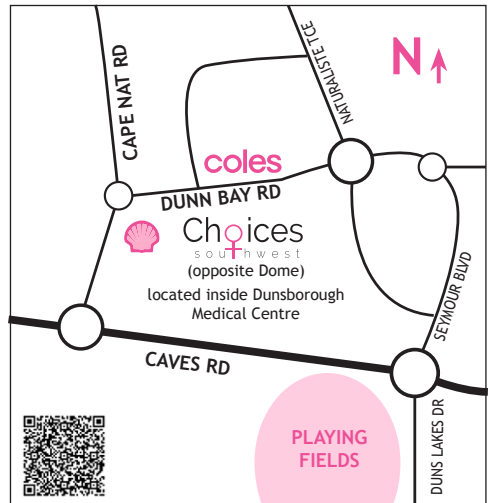 CAPE NAT RD
NATURALISTE TCE
N
coles
DUNN BAY RD
Choices
southwest
(opposite Dome)
located inside Dunsborough
Medical Centre
SEYMOUR BLVD
CAVES RD
PLAYING
FIELDS
DUNS LAKES DR